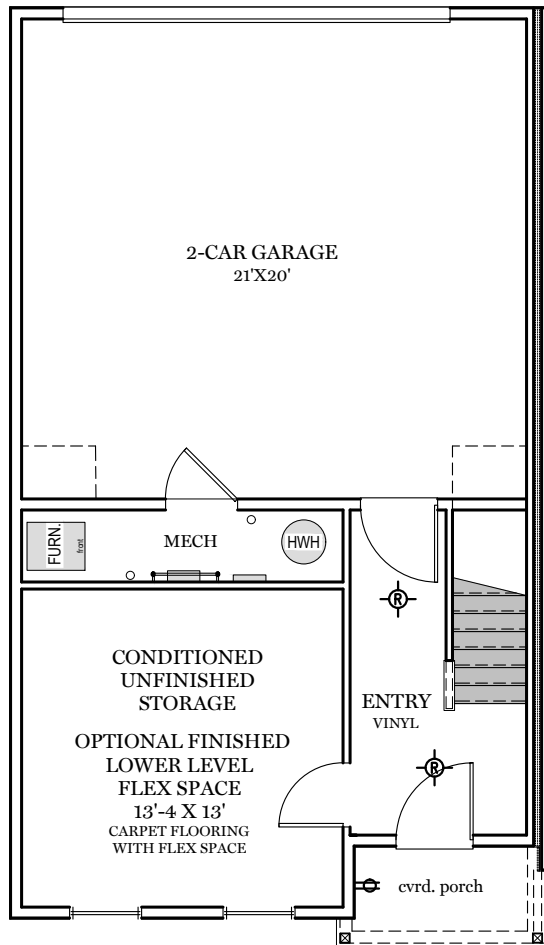 2-CAR GARAGE
21'X20'
FURN.
front
MECH
HWH
R
CONDITIONED
UNFINISHED
STORAGE
OPTIONAL FINISHED
LOWER LEVEL
FLEX SPACE
13'-4 X 13'
CARPET FLOORING
WITH FLEX SPACE
ENTRY
VINYL
R
cvrd. porch